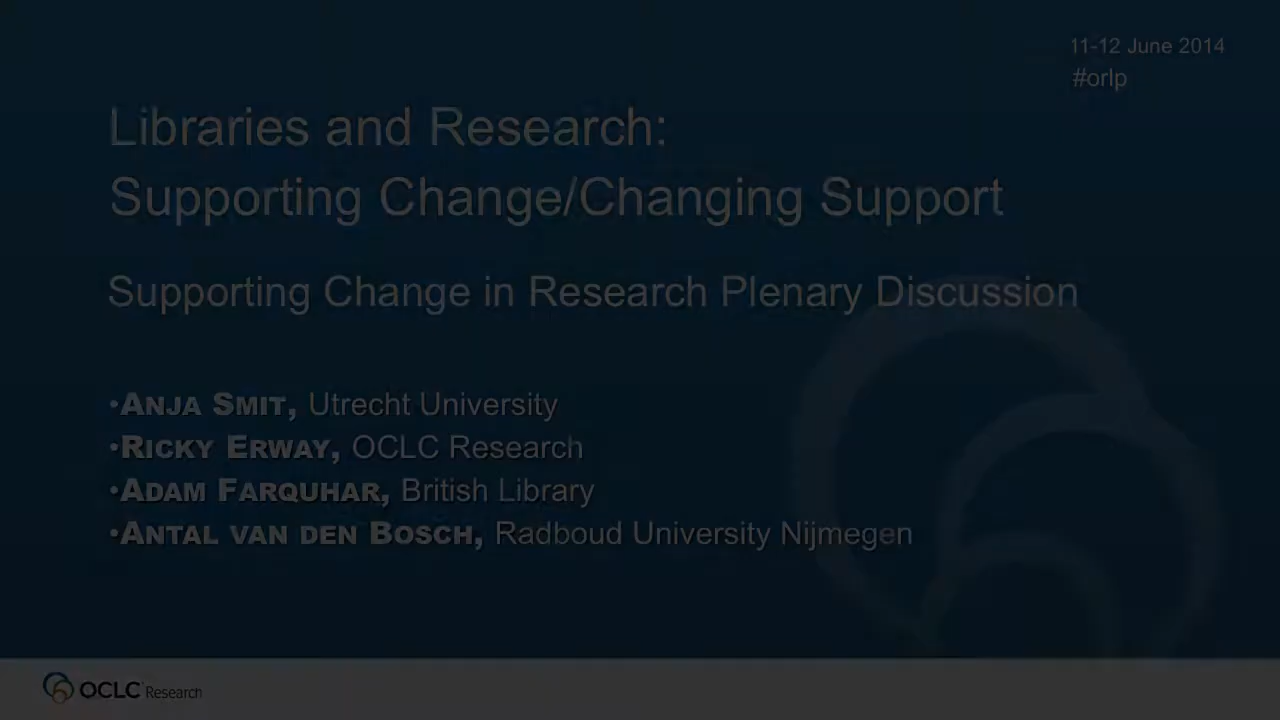 11-12 June 2014
#orlp
Libraries and Research:
Supporting Change/Changing Support
Supporting Change in Research Plenary Discussion
•ANJA SMIT, Utrecht University
•RICKY ERWAY, OCLC Research
•ADAM FARQUHAR, British Library
•ANTAL VAN DEN BOSCH, Radboud University Nijmegen
OCLC Research